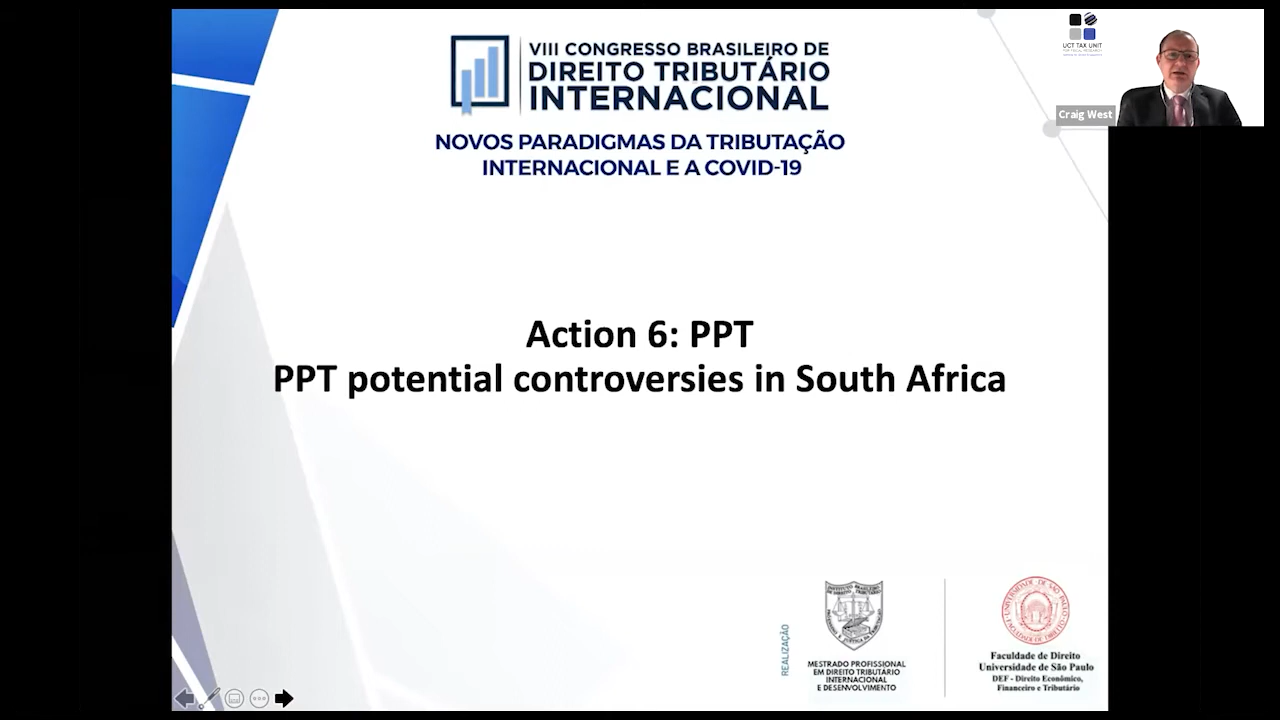 VIII CONGRESSO BRASILEIRO DE
DIREITO TRIBUTÁRIO
INTERNACIONAL
NOVOS PARADIGMAS DA TRIBUTAÇÃO
INTERNACIONAL E A COVID-19
UCT TAX UNIT
Craig West
Action 6: PPT
PPT potential controversies in South Africa
REALIZAÇÃO
MESTRADO PROFISSIONAL
EM DIREITO TRIBUTÁRIO
INTERNACIONAL
E DESENVOLVIMENTO
Faculdade de Direito
Universidade de São Paulo
DEF - Direito Econômico,
Financeiro e Tributário